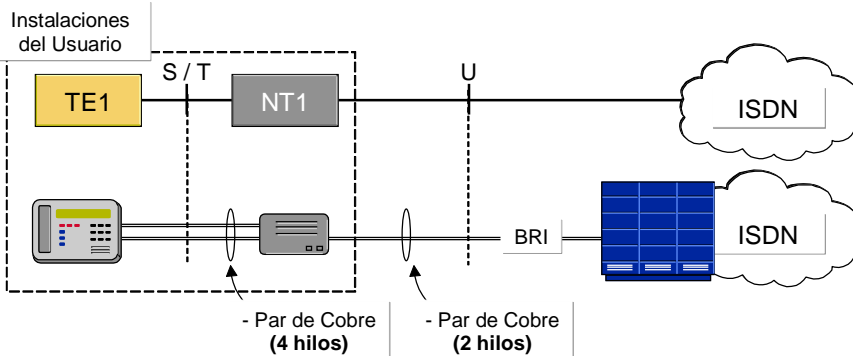 Instalaciones
del Usuario
S / T
U
TE1
NT1
ISDN
BRI
ISDN
- Par de Cobre
(4 hilos)
- Par de Cobre
(2 hilos)